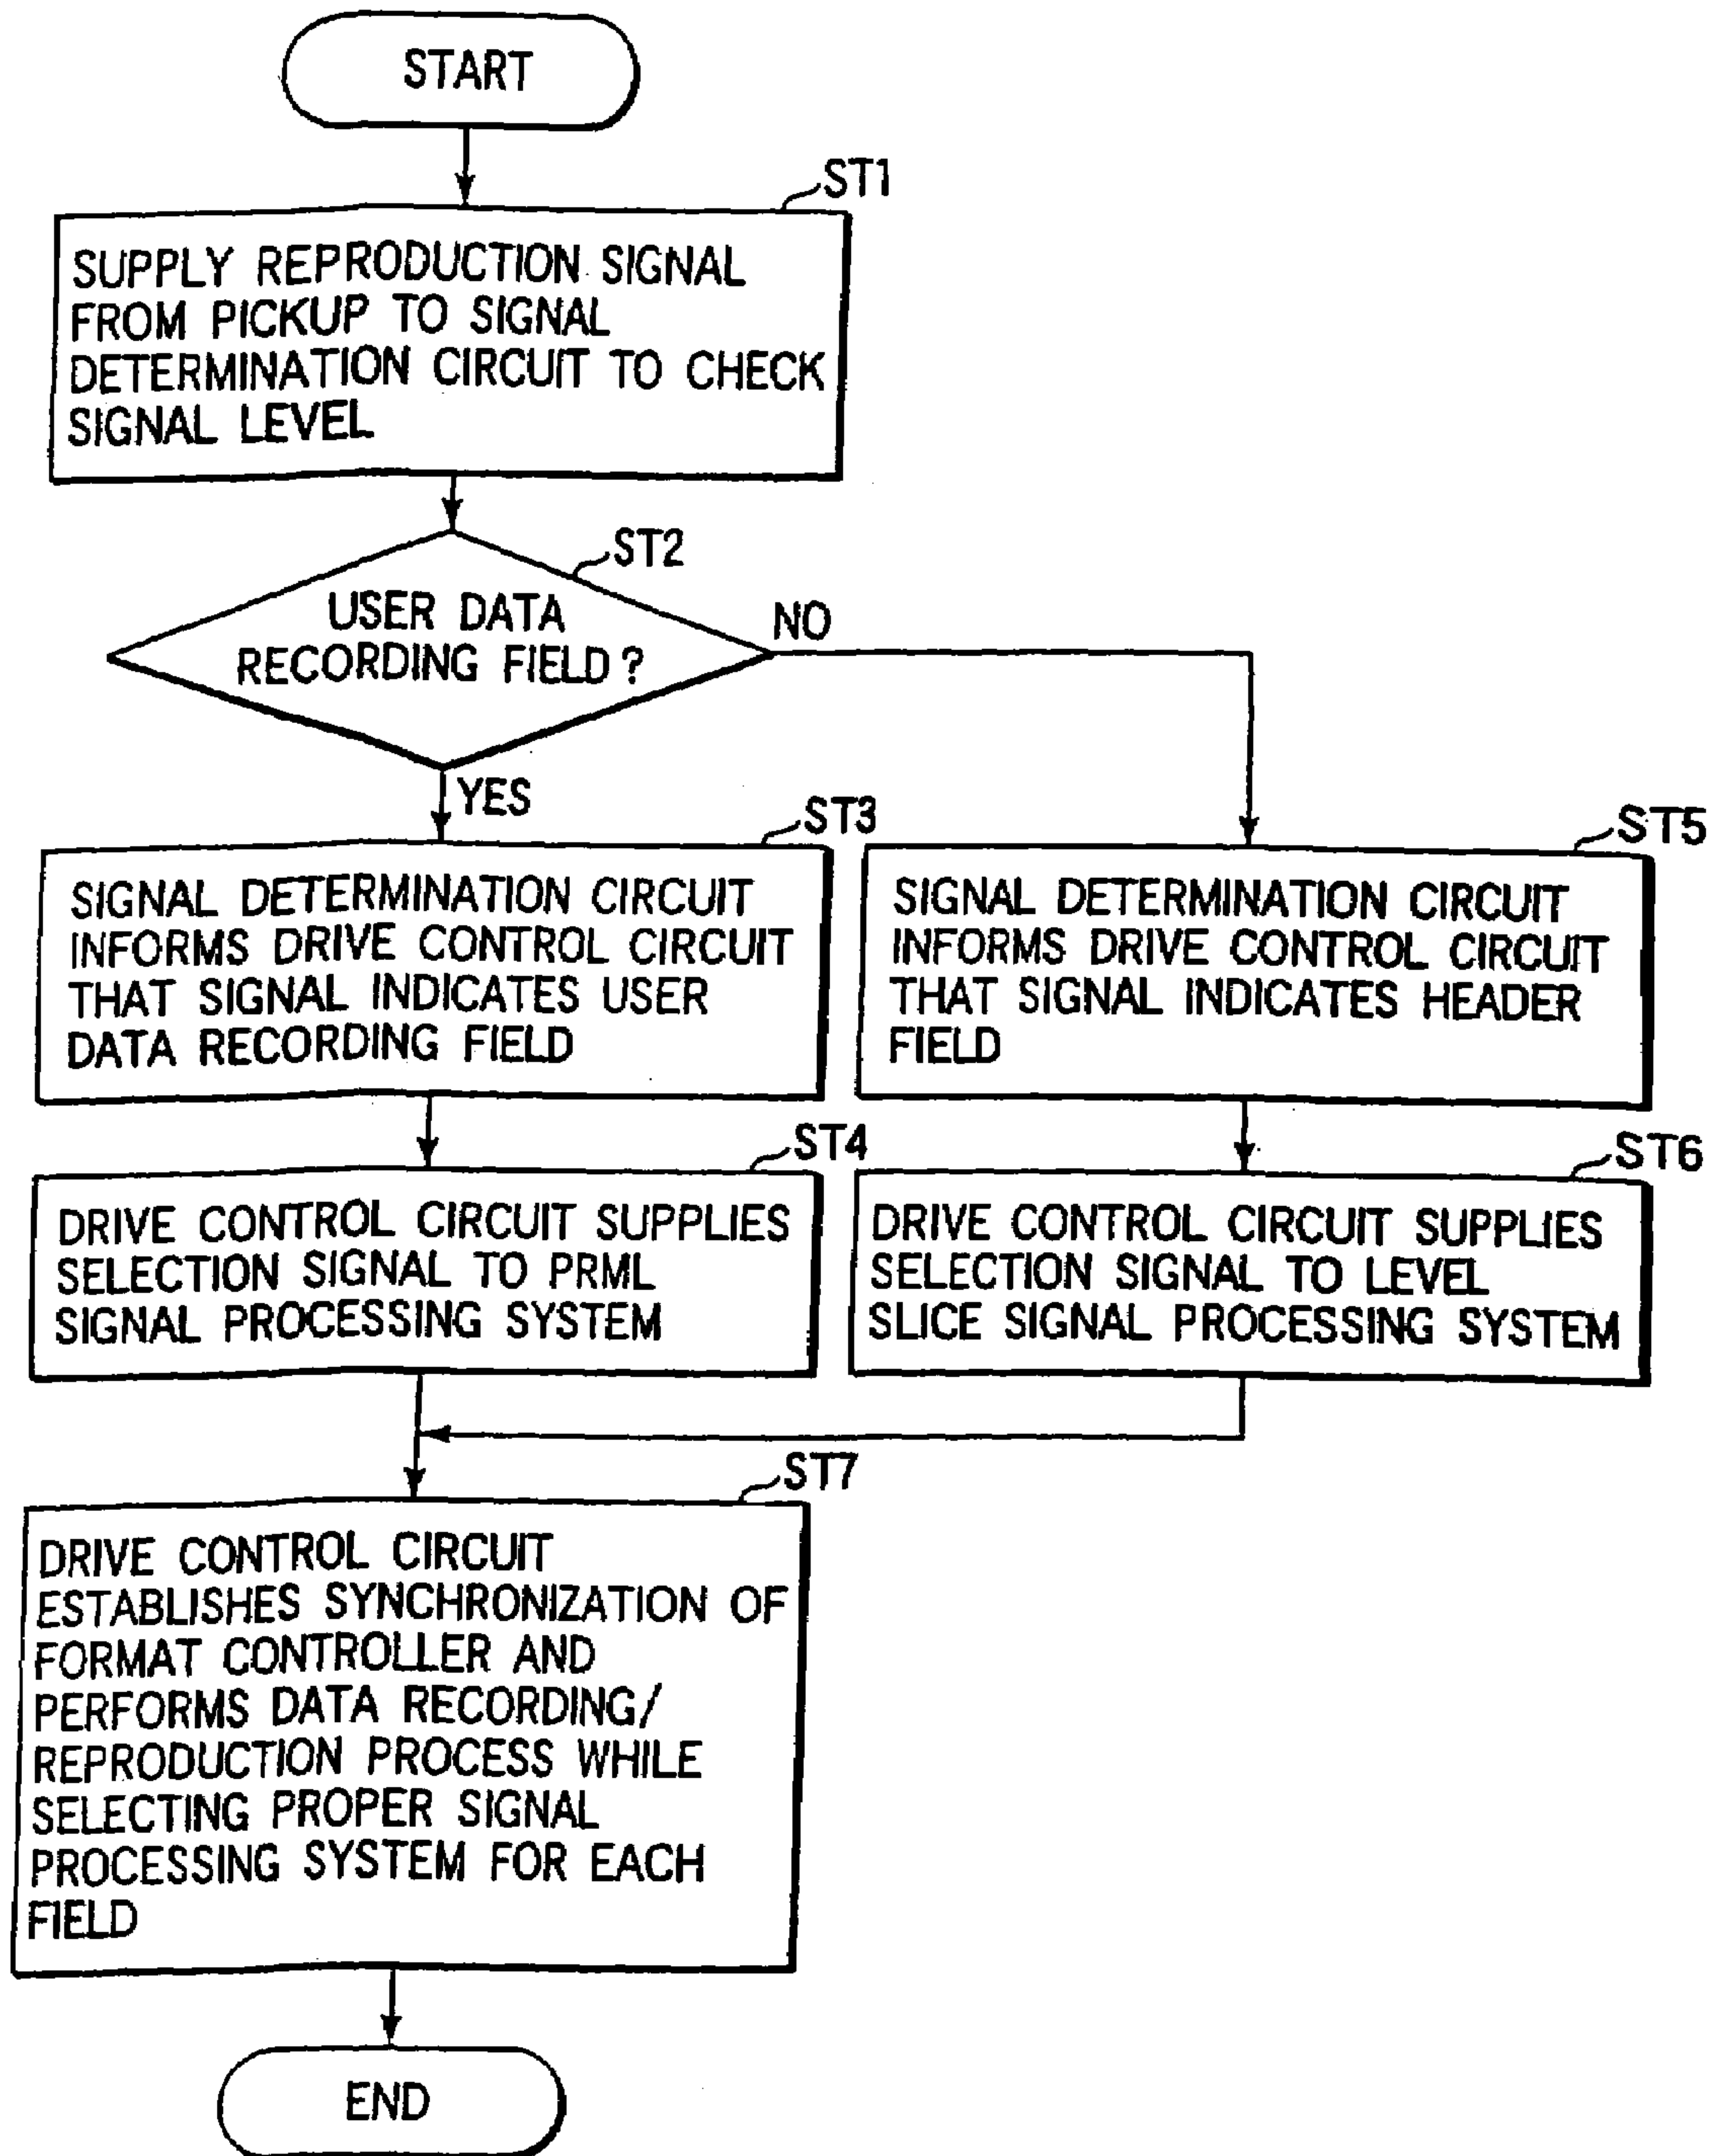 START
ST1
SUPPLY REPRODUCTION SIGNAL
FROM PICKUP TO SIGNAL
DETERMINATION CIRCUIT TO CHECK
SIGNAL LEVEL
ST2
USER DATA
RECORDING FIELD?
NO
YES
ST3
SIGNAL DETERMINATION CIRCUIT
INFORMS DRIVE CONTROL CIRCUIT
THAT SIGNAL INDICATES USER
DATA RECORDING FIELD
ST5
SIGNAL DETERMINATION CIRCUIT
INFORMS DRIVE CONTROL CIRCUIT
THAT SIGNAL INDICATES HEADER
FIELD
ST4
DRIVE CONTROL CIRCUIT SUPPLIES
SELECTION SIGNAL TO PRML
SIGNAL PROCESSING SYSTEM
ST6
DRIVE CONTROL CIRCUIT SUPPLIES
SELECTION SIGNAL TO LEVEL
SLICE SIGNAL PROCESSING SYSTEM
ST7
DRIVE CONTROL CIRCUIT
ESTABLISHES SYNCHRONIZATION OF
FORMAT CONTROLLER AND
PERFORMS DATA RECORDING/
REPRODUCTION PROCESS WHILE
SELECTING PROPER SIGNAL
PROCESSING SYSTEM FOR EACH
FIELD
END